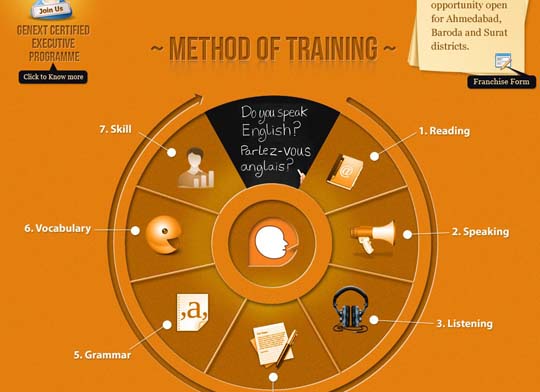 Join Us
GENEXT CERTIFIED
EXECUTIVE
PROGRAMME
Click to Know more
~ METHOD OF TRAINING ~
opportunity open
for Ahmedabad,
Baroda and Surat
districts.
Franchise Form
Do you speak
English?
Parlez-vous
anglais?
1. Reading
2. Speaking
3. Listening
5. Grammar
6. Vocabulary
7. Skill
@
,a,